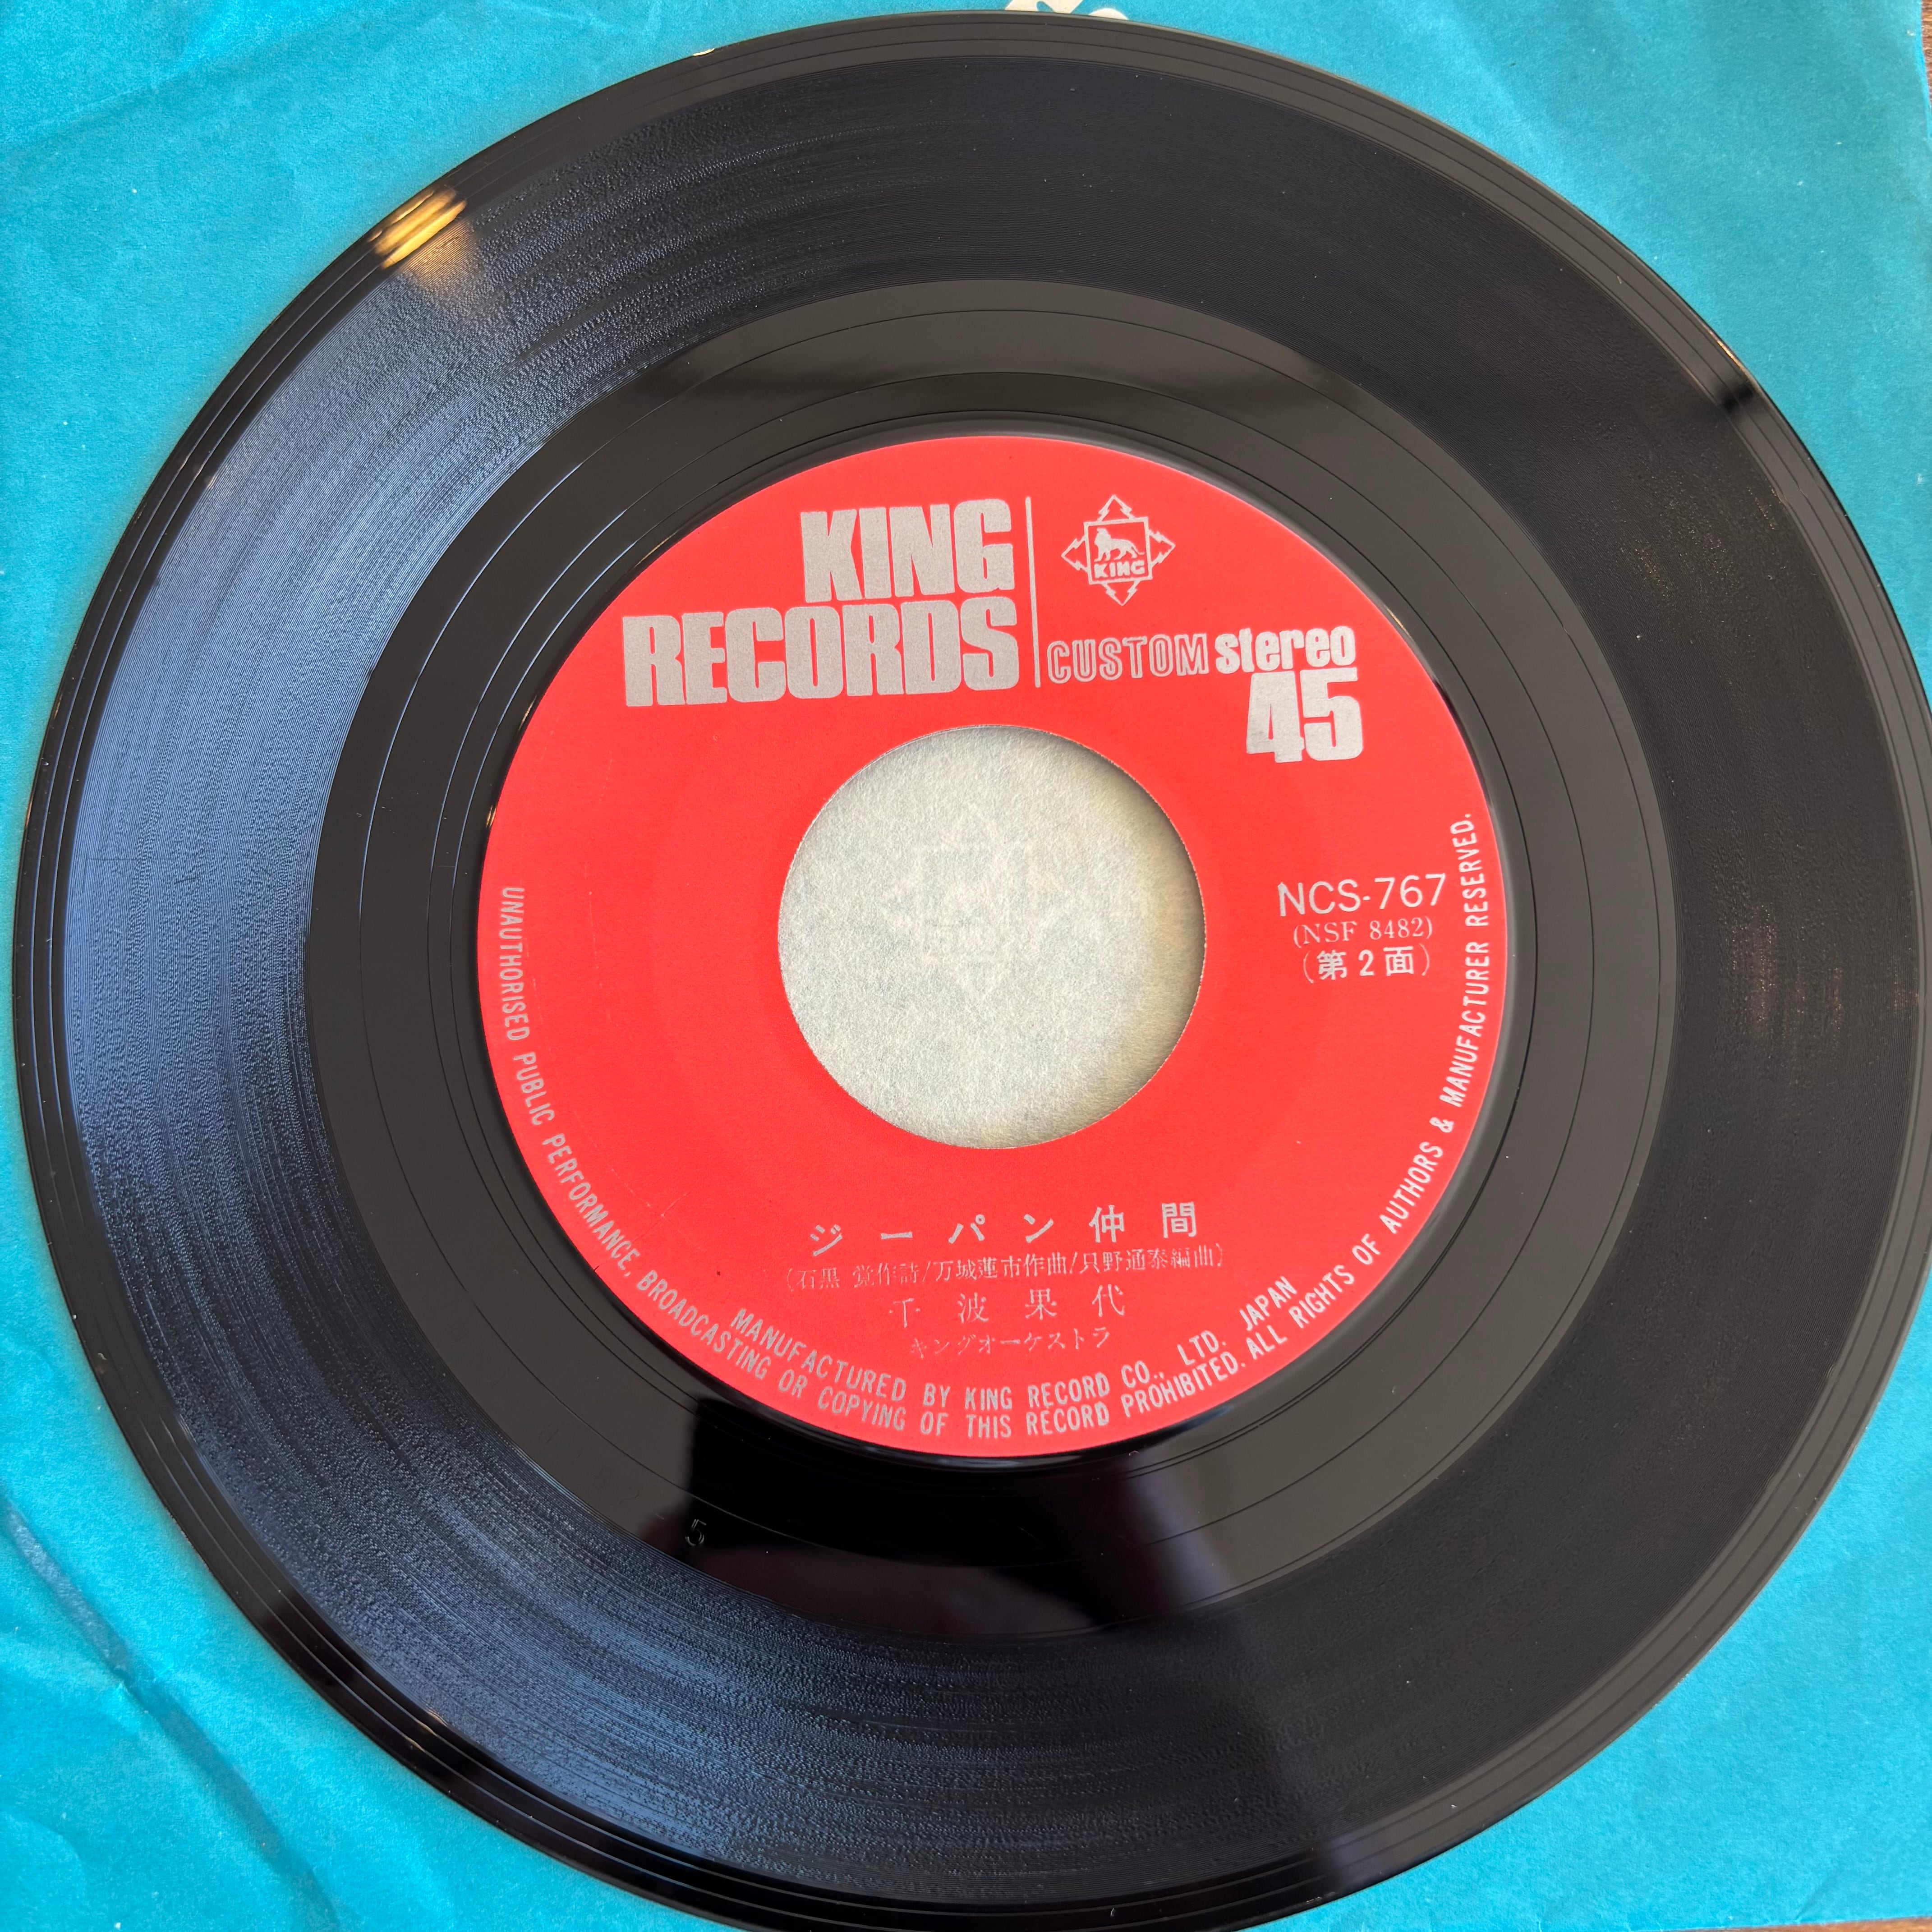 KING
RECORDS
KING
CUSTOM stereo
45
NCS-767
(NSF 8482)
(第2面)
ジーパン仲間
(石黒 覚作詩/万城蓮市作曲/只野通泰編曲)
千波果代
キングオーケストラ
MANUFACTURED BY KING RECORD CO., LTD. JAPAN
UNAUTHORISED PUBLIC PERFORMANCE, BROADCASTING OR COPYING OF THIS RECORD PROHIBITED. ALL RIGHTS OF AUTHORS & MANUFACTURER RESERVED.
5